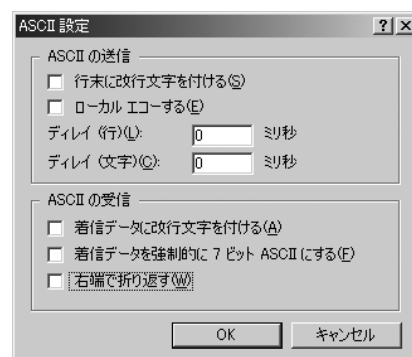 ASCII 設定
ASCII の送信
行末に改行文字を付ける(S)
ローカル エコーする(E)
ディレイ (行)(L): 0 ミリ秒
ディレイ (文字)(C): 0 ミリ秒
ASCII の受信
着信データに改行文字を付ける(A)
着信データを強制的に 7 ビット ASCII にする(F)
右端で折り返す(W)
OK キャンセル